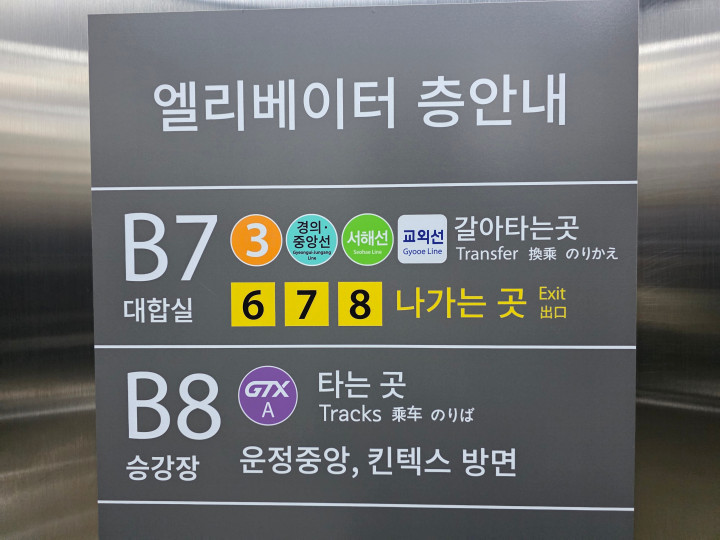 엘리베이터 층안내
B7 3 경의·중앙선 Gyeongui-Jungang Line 서해선 Seohae Line 교외선 Gyooe Line 갈아타는곳
Transfer 換乘 のりかえ
대합실 6 7 8 나가는 곳 Exit 出口
B8 GTX A 타는 곳
Tracks 乘车 のりば
승강장 운정중앙, 킨텍스 방면